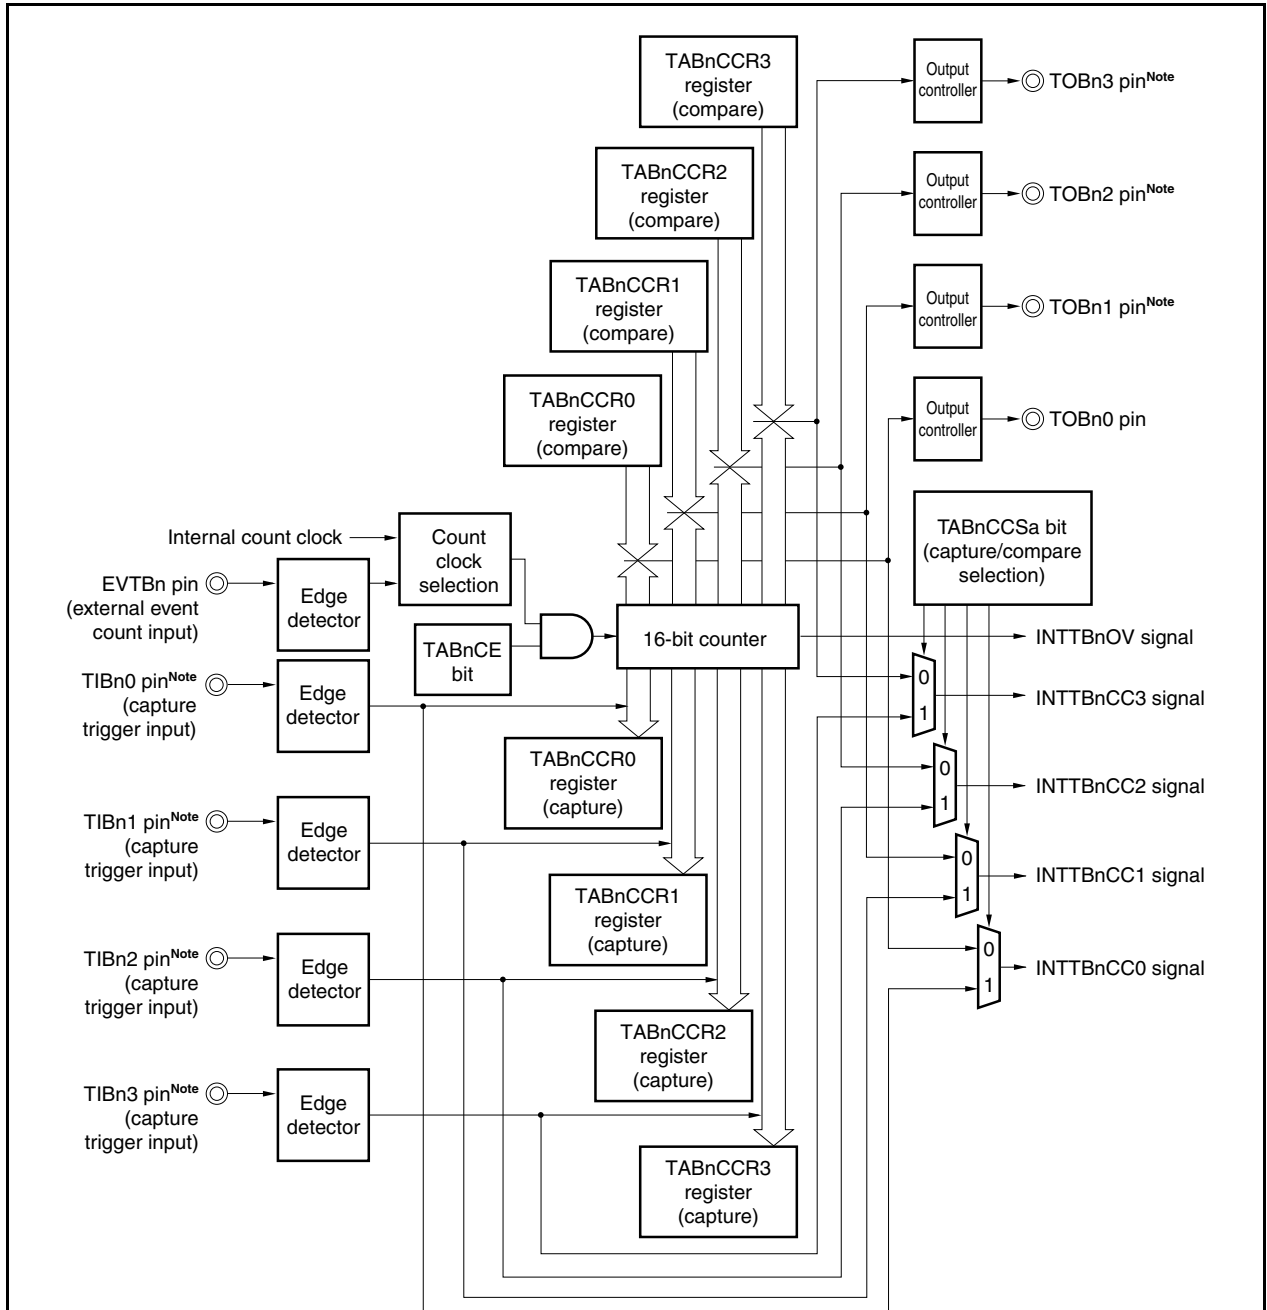 TABnCCR3
register
(compare)
Output
controller
TOBn3 pinNote
TABnCCR2
register
(compare)
Output
controller
TOBn2 pinNote
TABnCCR1
register
(compare)
Output
controller
TOBn1 pinNote
TABnCCR0
register
(compare)
Output
controller
TOBn0 pin
Internal count clock
Count
clock
selection
TABnCCSa bit
(capture/compare
selection)
EVTBn pin
(external event
count input)
Edge
detector
TABnCE
bit
16-bit counter
INTTBnOV signal
TIBn0 pinNote
(capture
trigger input)
Edge
detector
0
1
INTTBnCC3 signal
TABnCCR0
register
(capture)
0
1
INTTBnCC2 signal
TIBn1 pinNote
(capture
trigger input)
Edge
detector
0
1
INTTBnCC1 signal
TABnCCR1
register
(capture)
TIBn2 pinNote
(capture
trigger input)
Edge
detector
0
1
INTTBnCC0 signal
TABnCCR2
register
(capture)
TIBn3 pinNote
(capture
trigger input)
Edge
detector
TABnCCR3
register
(capture)